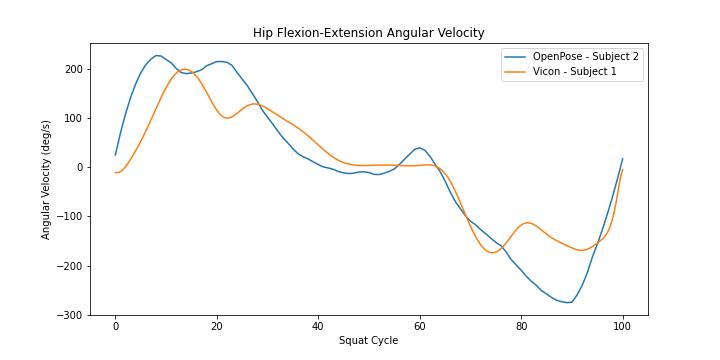 Hip Flexion-Extension Angular Velocity
OpenPose - Subject 2
Vicon - Subject 1
Angular Velocity (deg/s)
200
100
0
−100
−200
−300
0 20 40 60 80 100
Squat Cycle